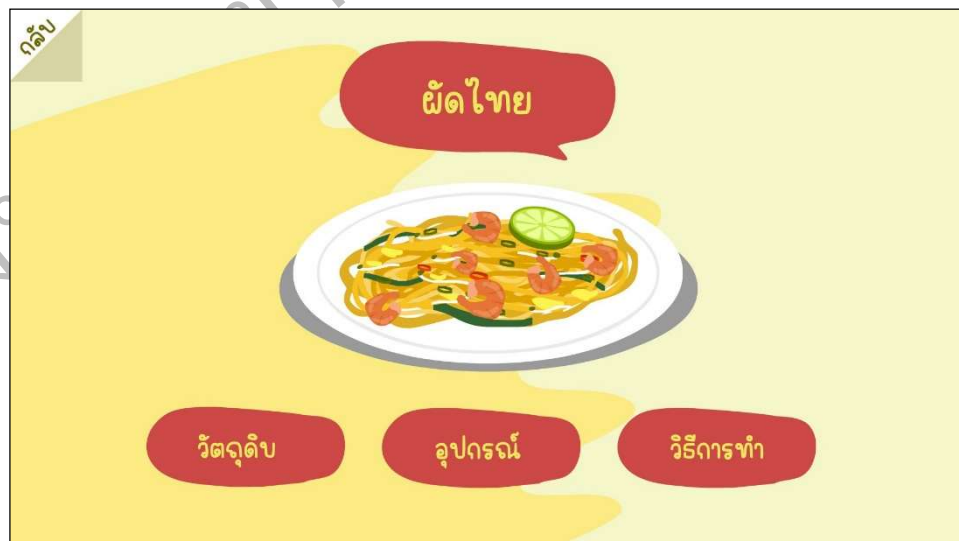 กลับ
ผัดไทย
วัตถุดิบ
อุปกรณ์
วิธีการทำ